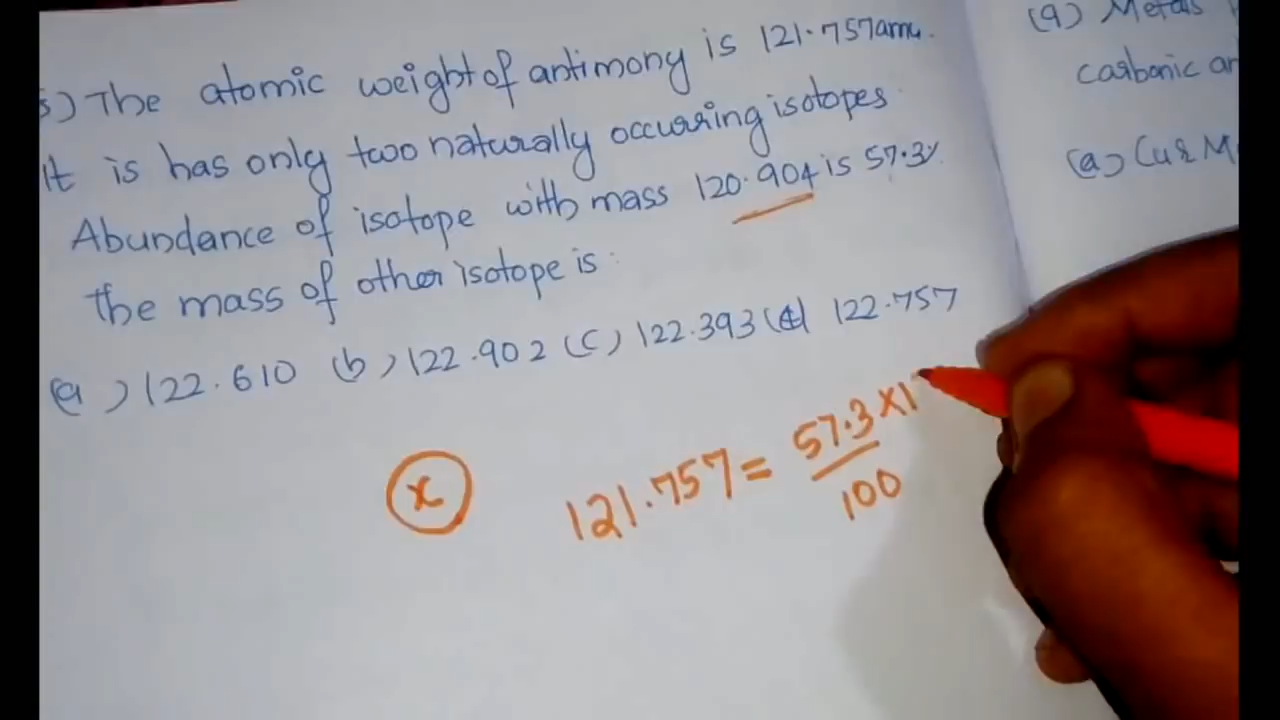 5) The atomic weight of antimony is 121.757amu.
It is has only two naturally occurring isotopes
Abundance of isotope with mass 120.904 is 57.3%.
the mass of other isotope is
(a) 122.610 (b) 122.902 (c) 122.393 (d) 122.757
x
121.757 = 57.3 × 1
100
(9) Metals
carbonic
(a) Cu &